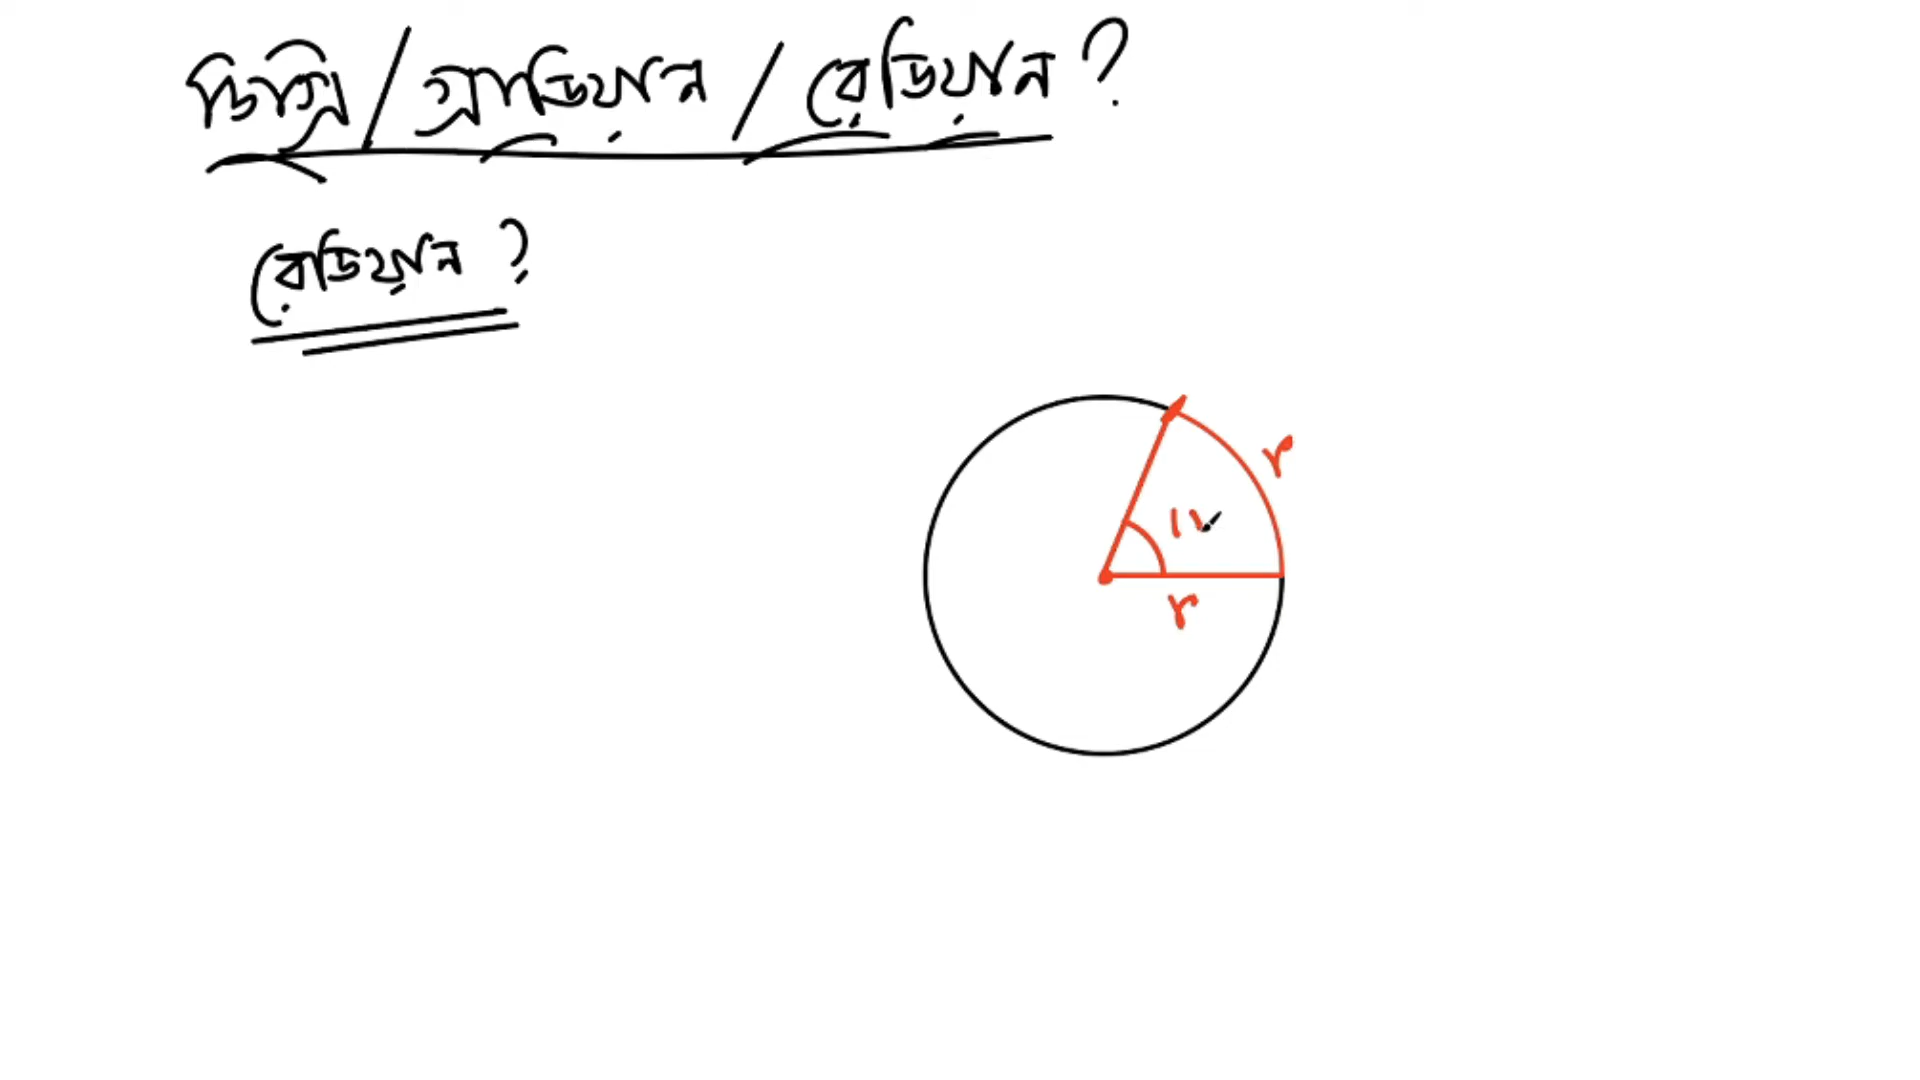 ডিগ্রি / গ্রাডিয়ান / রেডিয়ান ?
রেডিয়ান ?
r
r